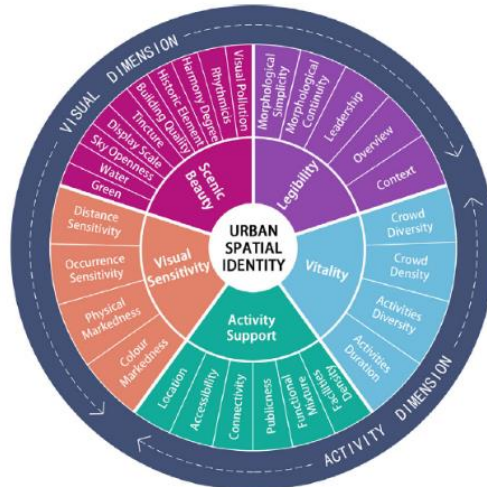 VISUAL DIMENSION
ACTIVITY DIMENSION
URBAN
SPATIAL
IDENTITY
Scenic
Beauty
Green
Water
Sky Openness
Display Scale
Tincture
Building Quality
Historic Element
Harmony Degree
Rhythmicis
Visual Pollution
Legibility
Morphological
Simplicity
Morphological
Continuity
Leadership
Overview
Context
Vitality
Crowd
Diversity
Crowd
Density
Activities
Diversity
Activities
Duration
Activity
Support
Location
Accessibility
Connectivity
Publicness
Functional
Mixture
Facilities
Density
Visual
Sensitivity
Distance
Sensitivity
Occurrence
Sensitivity
Physical
Markedness
Colour
Markedness